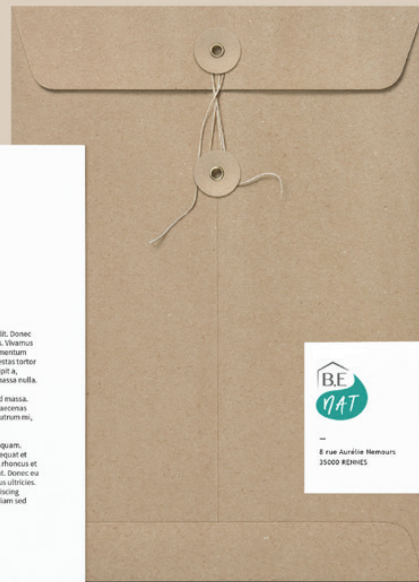 lit. Donec
s. Vivamus
mentum
estas tortor
ipit a,
massa nulla.
d massa.
aecenas
utrum mi,
quam.
equat et
rhoncus et
t. Donec eu
us ultricies.
iscing
liam sed
B.E
NAT
8 rue Aurélie Nemours
35000 RENNES